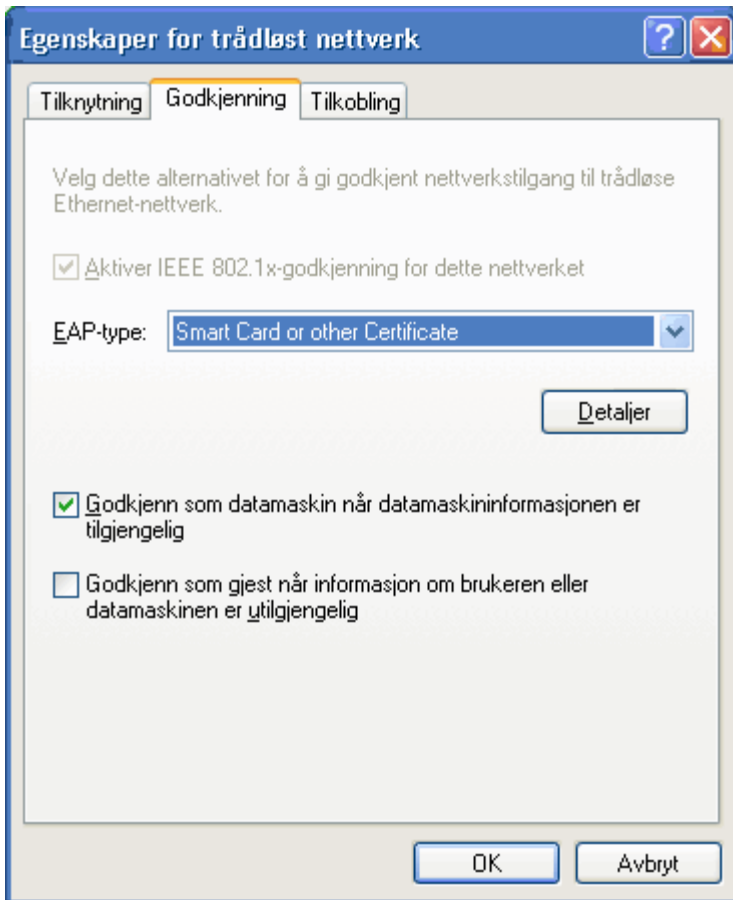 Egenskaper for trådløst nettverk
Tilknytning Godkjenning Tilkobling
Velg dette alternativet for å gi godkjent nettverkstilgang til trådløse
Ethernet-nettverk.
Aktiver IEEE 802.1x-godkjenning for dette nettverket
EAP-type: Smart Card or other Certificate
Detaljer
Godkjenn som datamaskin når datamaskininformasjonen er
tilgjengelig
Godkjenn som gjest når informasjon om brukeren eller
datamaskinen er utilgjengelig
OK Avbryt